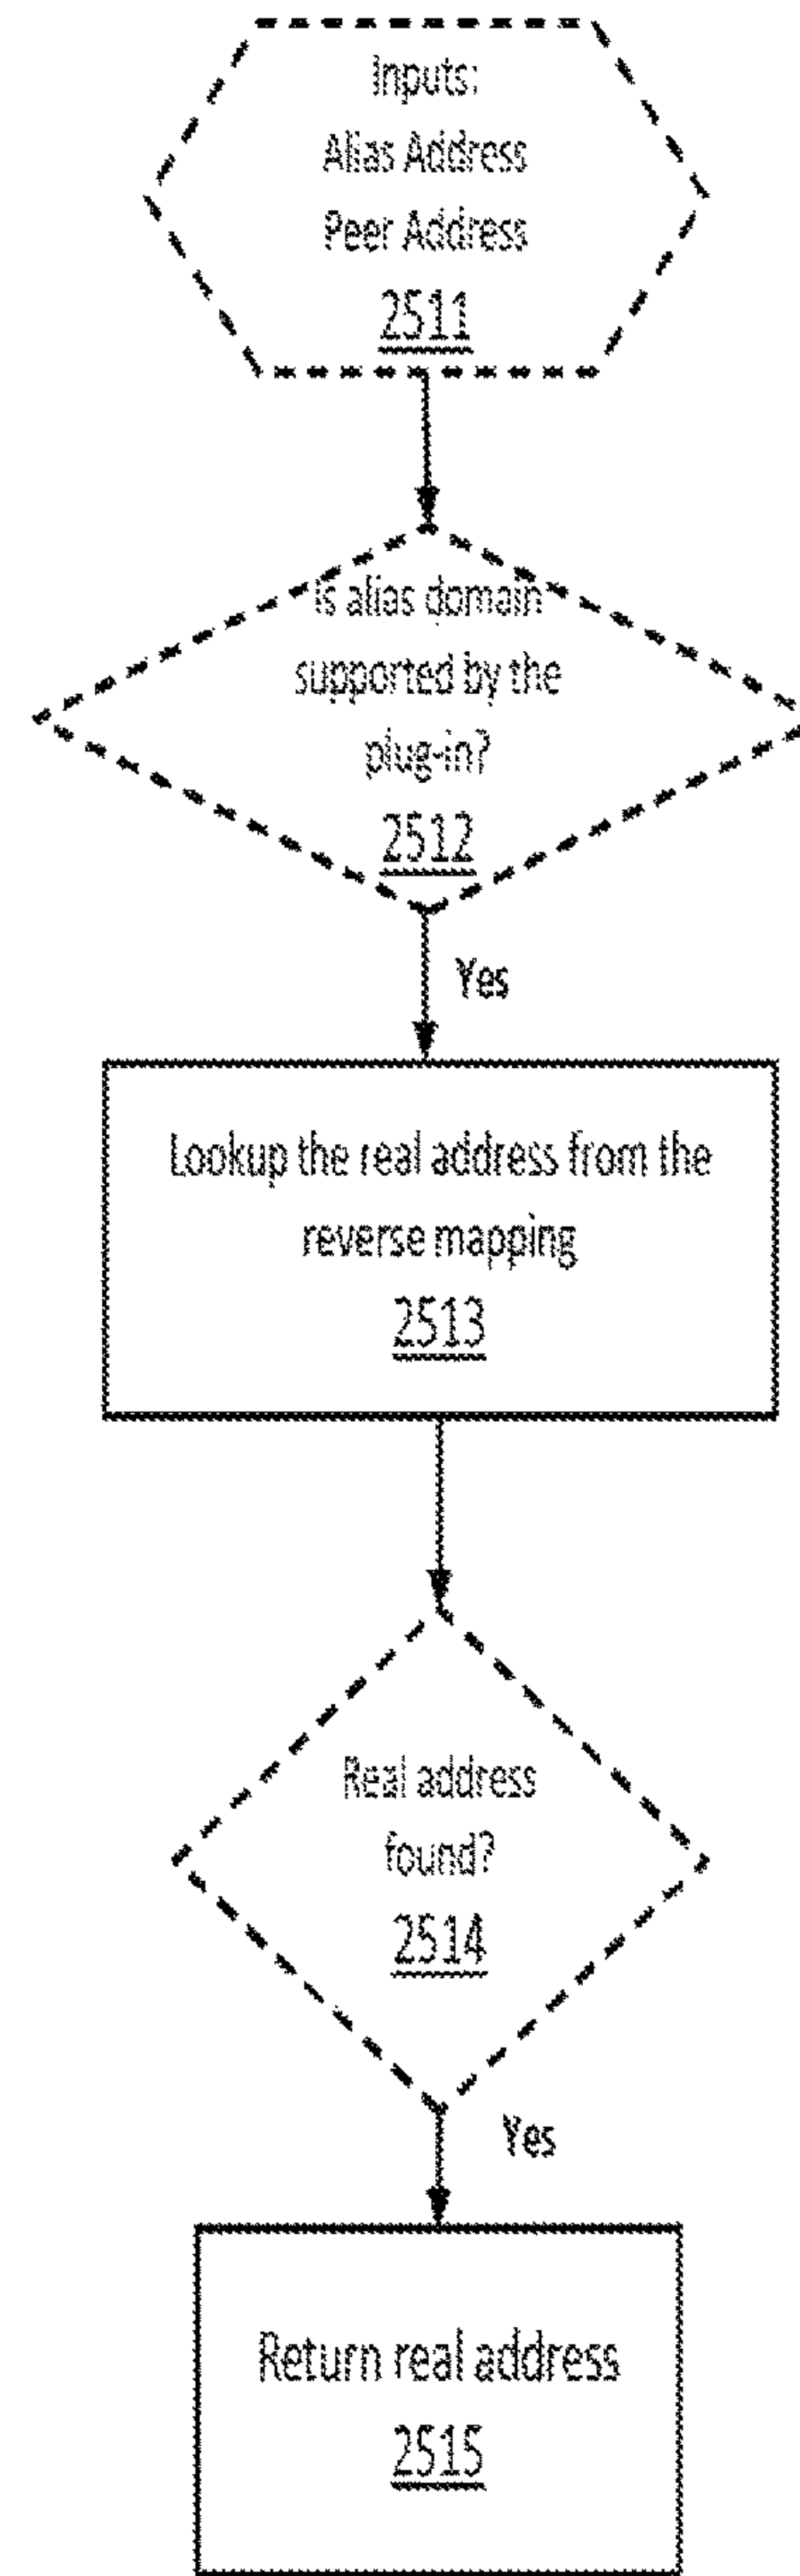 Inputs:
Alias Address
Peer Address
2511
Is alias domain
supported by the
plug-in?
2512
Yes
Lookup the real address from the
reverse mapping
2513
Real address
found?
2514
Yes
Return real address
2515